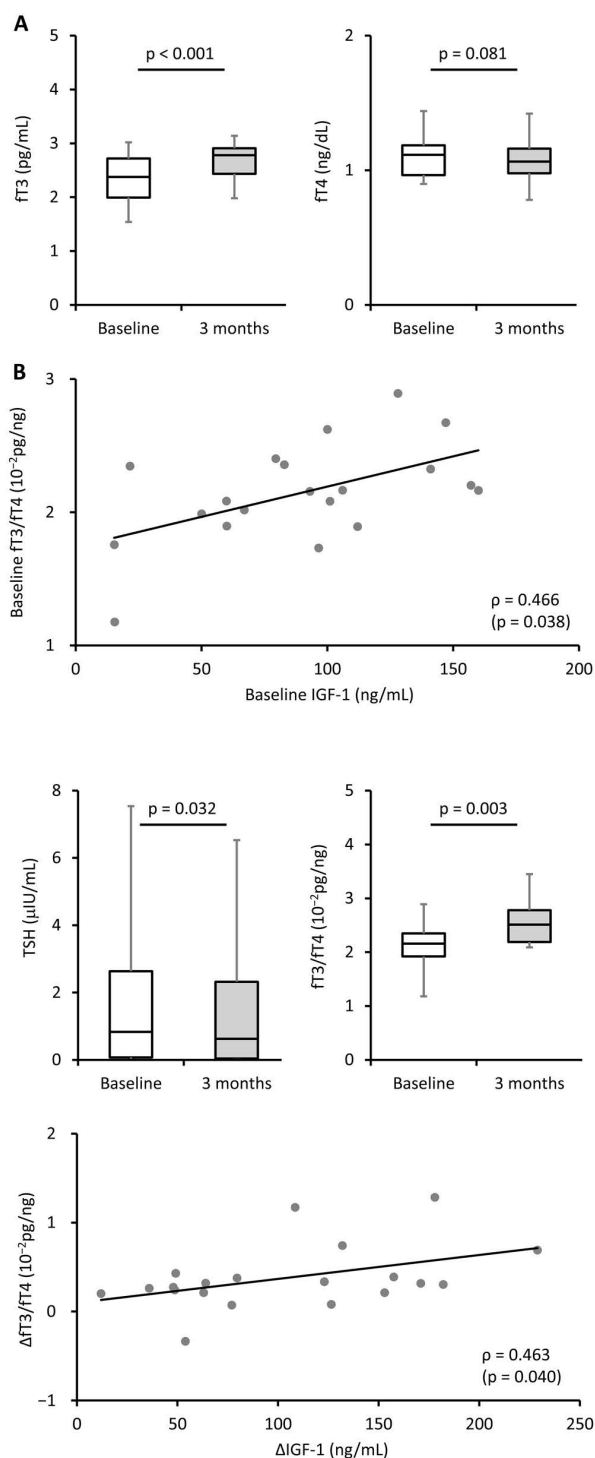 A
p < 0.001
fT3
(pg/mL)
5
4
3
2
1
0
Baseline 3 months
p = 0.081
fT4
(ng/dL)
2
1
0
Baseline 3 months
B
Baseline fT3/fT4 (10⁻²pg/ng)
3
2
1
ρ = 0.466
(p = 0.038)
0 50 100 150 200
Baseline IGF-1 (ng/mL)
p = 0.032
TSH (μIU/mL)
8
6
4
2
0
Baseline 3 months
p = 0.003
fT3/fT4 (10⁻²pg/ng)
5
4
3
2
1
0
Baseline 3 months
ΔfT3/fT4 (10⁻²pg/ng)
2
1
0
−1
ρ = 0.463
(p = 0.040)
0 50 100 150 200 250
ΔIGF-1 (ng/mL)